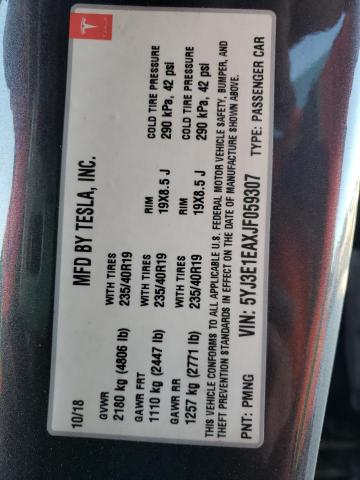 TESLA
MFD BY TESLA, INC.
10/18
GVWR WITH TIRES RIM COLD TIRE PRESSURE
2180 kg (4806 lb) 235/40R19 19X8.5 J 290 kPa, 42 psi
GAWR FRT WITH TIRES RIM COLD TIRE PRESSURE
1110 kg (2447 lb) 235/40R19 19X8.5 J 290 kPa, 42 psi
GAWR RR
1257 kg (2771 lb)
THIS VEHICLE CONFORMS TO ALL APPLICABLE U.S. FEDERAL MOTOR VEHICLE SAFETY, BUMPER, AND
THEFT PREVENTION STANDARDS IN EFFECT ON THE DATE OF MANUFACTURE SHOWN ABOVE.
PNT: PMNG VIN: 5YJ3E1EAXJF059307 TYPE: PASSENGER CAR